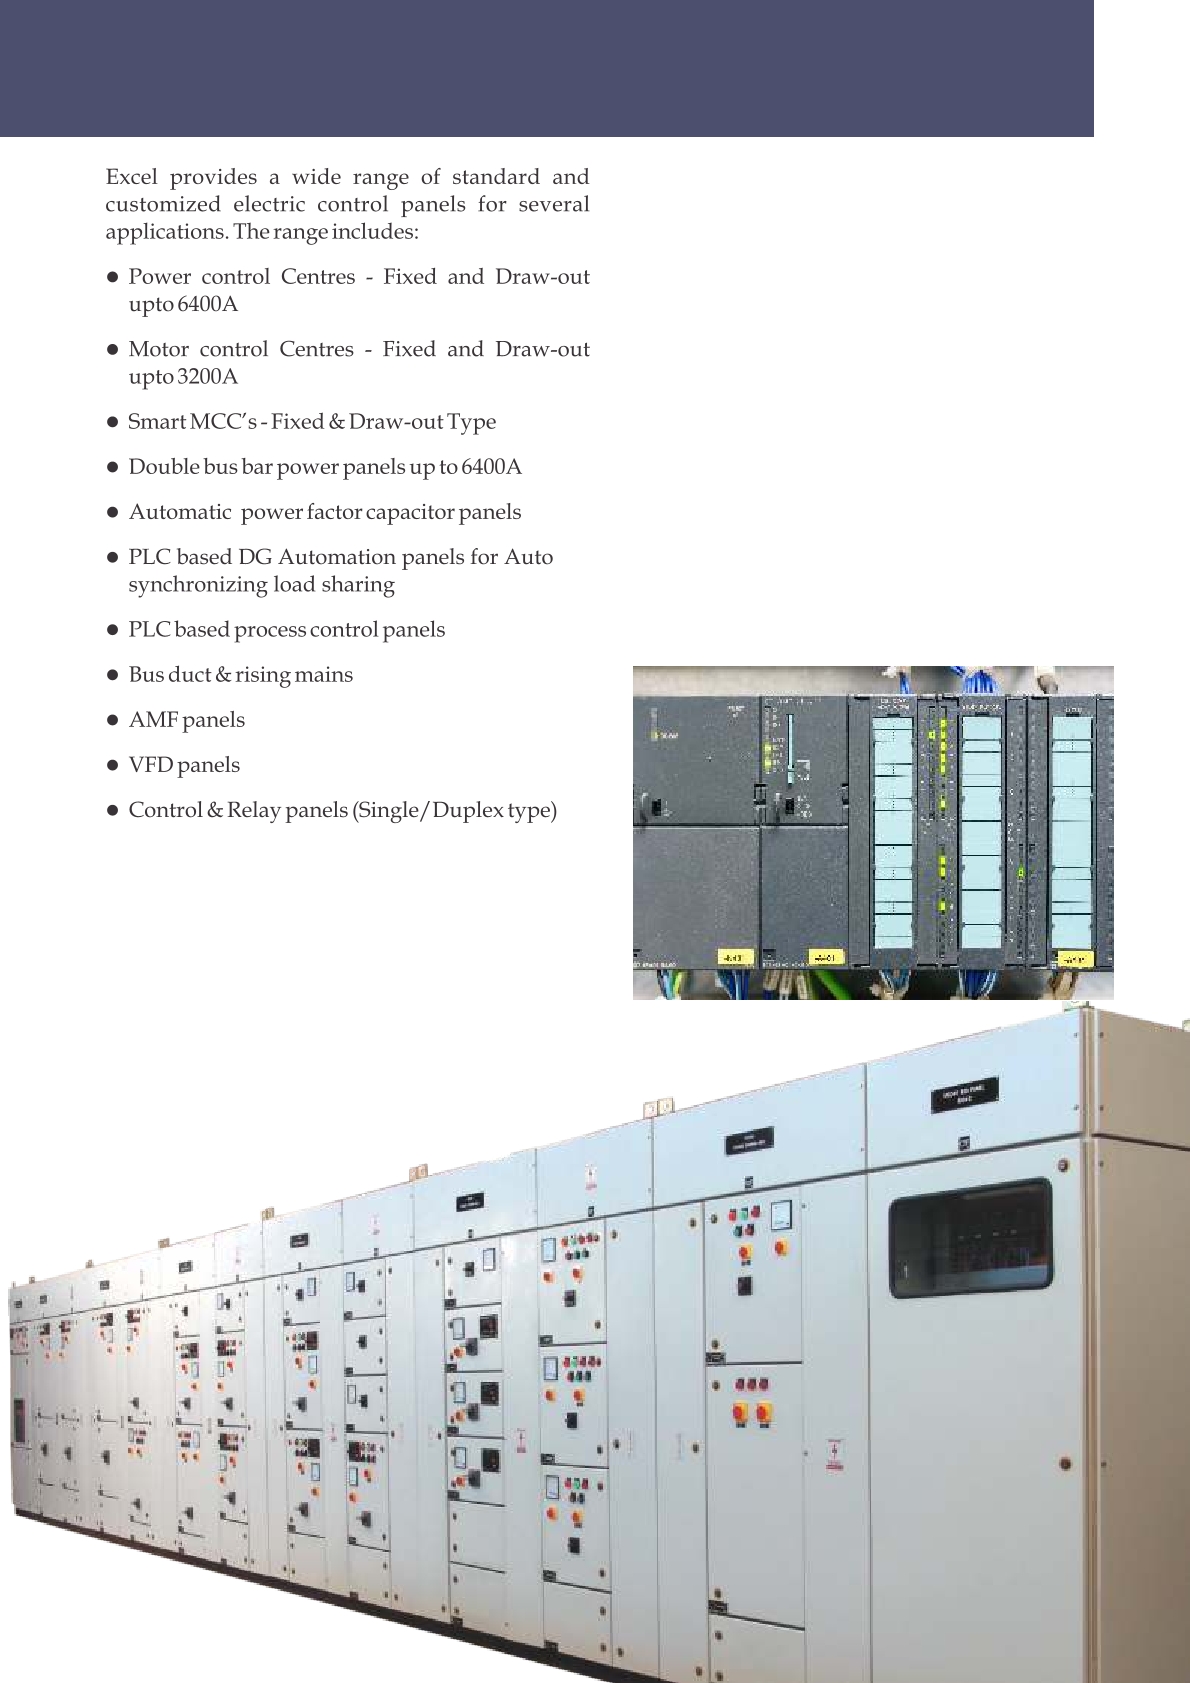 Excel provides a wide range of standard and
customized electric control panels for several
applications. The range includes:
● Power control Centres - Fixed and Draw-out
upto 6400A
● Motor control Centres - Fixed and Draw-out
upto 3200A
● Smart MCC’s - Fixed & Draw-out Type
● Double bus bar power panels up to 6400A
● Automatic power factor capacitor panels
● PLC based DG Automation panels for Auto
synchronizing load sharing
● PLC based process control panels
● Bus duct & rising mains
● AMF panels
● VFD panels
● Control & Relay panels (Single/Duplex type)